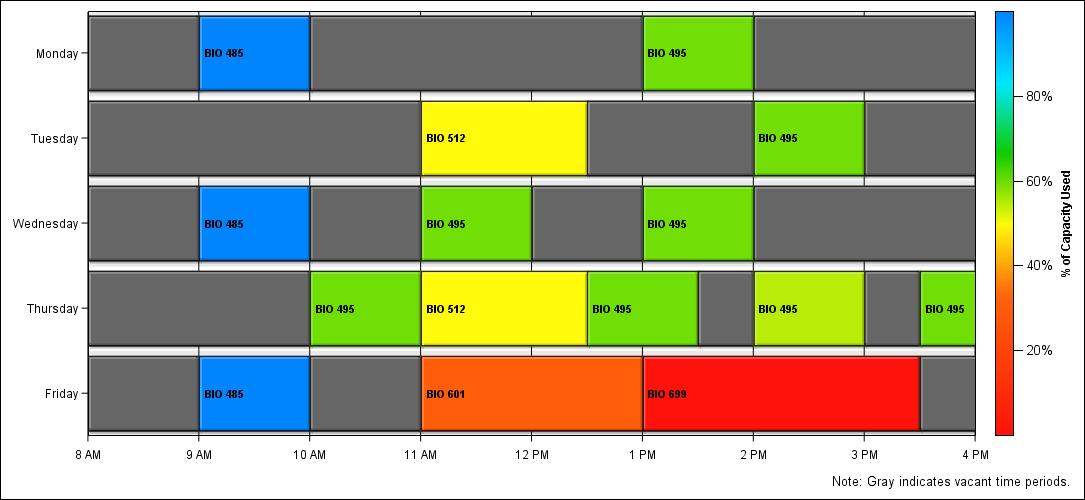 Monday
BIO 485
BIO 495
Tuesday
BIO 512
BIO 495
Wednesday
BIO 485
BIO 495
BIO 495
Thursday
BIO 495
BIO 512
BIO 495
BIO 495
BIO 495
Friday
BIO 485
BIO 601
BIO 699
8 AM
9 AM
10 AM
11 AM
12 PM
1 PM
2 PM
3 PM
4 PM
80%
60%
40%
20%
% of Capacity Used
Note: Gray indicates vacant time periods.